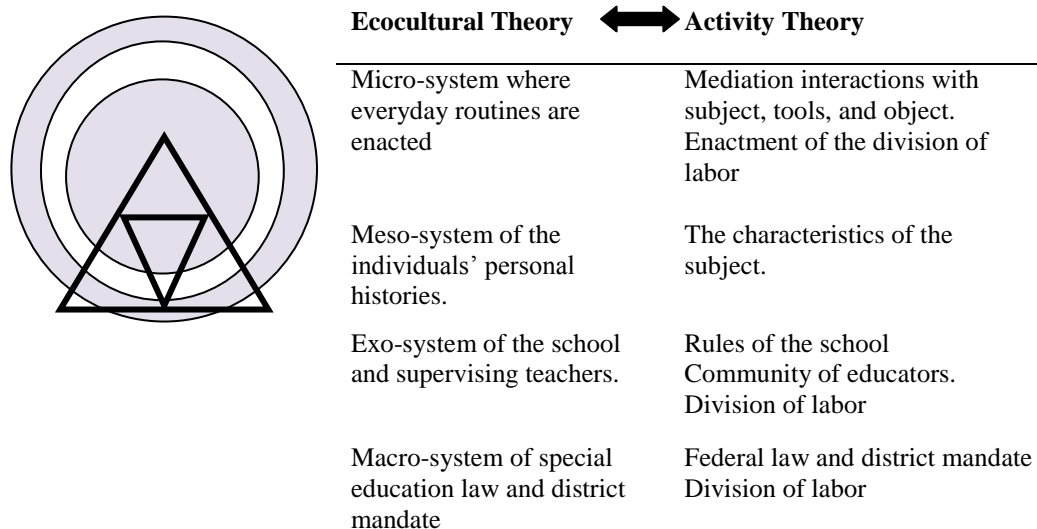 Ecocultural Theory
Activity Theory
Micro-system where
everyday routines are
enacted
Mediation interactions with
subject, tools, and object.
Enactment of the division of
labor
Meso-system of the
individuals’ personal
histories.
The characteristics of the
subject.
Exo-system of the school
and supervising teachers.
Rules of the school
Community of educators.
Division of labor
Macro-system of special
education law and district
mandate
Federal law and district mandate
Division of labor